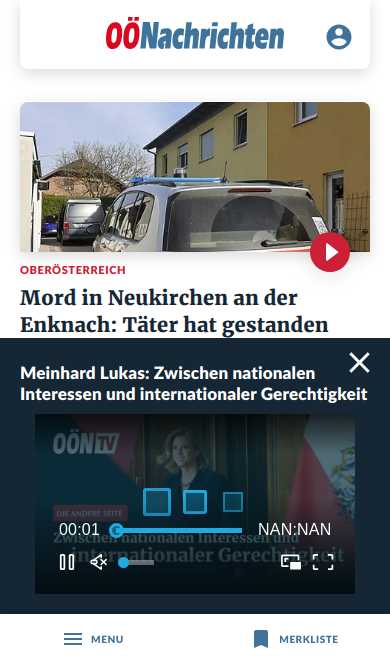 OÖNachrichten
OBERÖSTERREICH
Mord in Neukirchen an der
Enknach: Täter hat gestanden
Meinhard Lukas: Zwischen nationalen
Interessen und internationaler Gerechtigkeit
OÖN TV
DIE ANDERE SEITE
00:01
NAN:NAN
Zwischen nationalen Interessen und
internationaler Gerechtigkeit
MENU
MERKLISTE